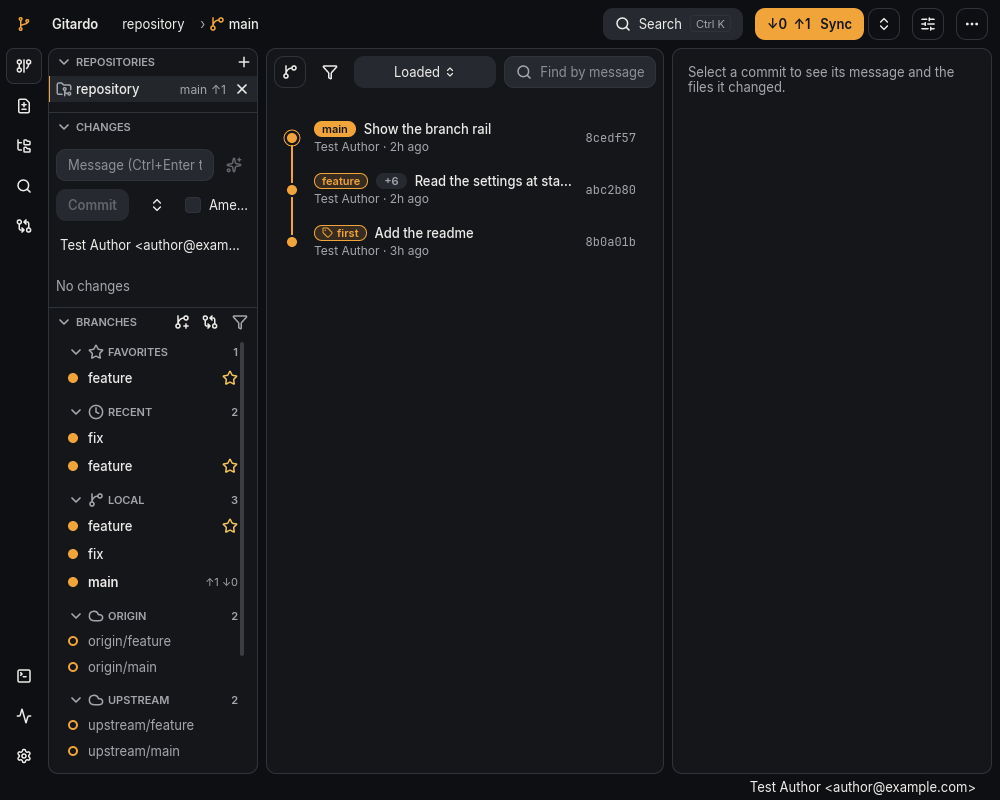 Gitardo repository › main Search Ctrl K ↓0 ↑1 Sync
REPOSITORIES
repository main ↑1
CHANGES
Message (Ctrl+Enter t
Commit Ame...
Test Author <author@exam...
No changes
BRANCHES
FAVORITES 1
feature
RECENT 2
fix
feature
LOCAL 3
feature
fix
main ↑1 ↓0
ORIGIN 2
origin/feature
origin/main
UPSTREAM 2
upstream/feature
upstream/main
Loaded Find by message
main Show the branch rail 8cedf57
Test Author · 2h ago
feature +6 Read the settings at sta... abc2b80
Test Author · 2h ago
first Add the readme 8b0a01b
Test Author · 3h ago
Select a commit to see its message and the
files it changed.
Test Author <author@example.com>